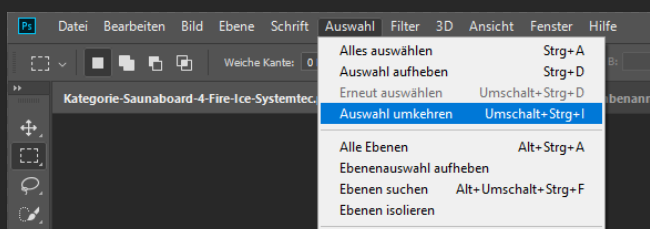 Ps Datei Bearbeiten Bild Ebene Schrift Auswahl Filter 3D Ansicht Fenster Hilfe
Weiche Kante: 0
B:
Kategorie-Saunaboard-4-Fire-Ice-Systemtec.
Alles auswählen Strg+A
Auswahl aufheben Strg+D
Erneut auswählen Umschalt+Strg+D
Auswahl umkehren Umschalt+Strg+I
Alle Ebenen Alt+Strg+A
Ebenenauswahl aufheben
Ebenen suchen Alt+Umschalt+Strg+F
Ebenen isolieren